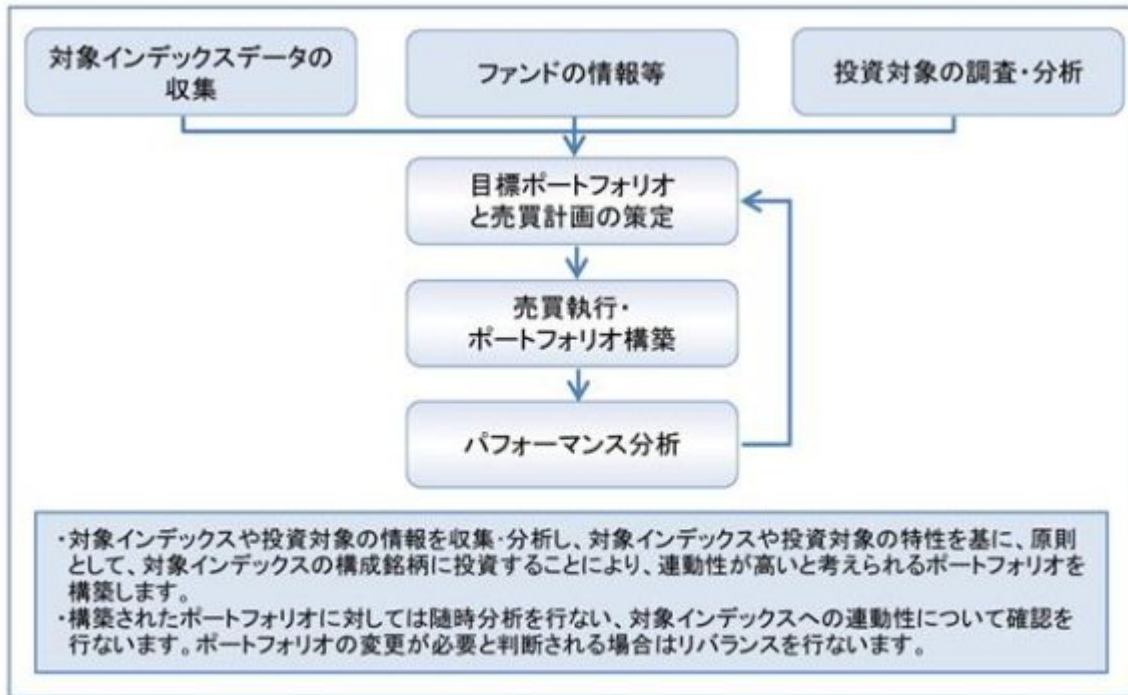 対象インデックスデータの
収集
ファンドの情報等
投資対象の調査・分析
目標ポートフォリオ
と売買計画の策定
売買執行・
ポートフォリオ構築
パフォーマンス分析
・対象インデックスや投資対象の情報を収集・分析し、対象インデックスや投資対象の特性を基に、原則
として、対象インデックスの構成銘柄に投資することにより、連動性が高いと考えられるポートフォリオを
構築します。
・構築されたポートフォリオに対しては随時分析を行ない、対象インデックスへの連動性について確認を
行ないます。ポートフォリオの変更が必要と判断される場合はリバランスを行ないます。